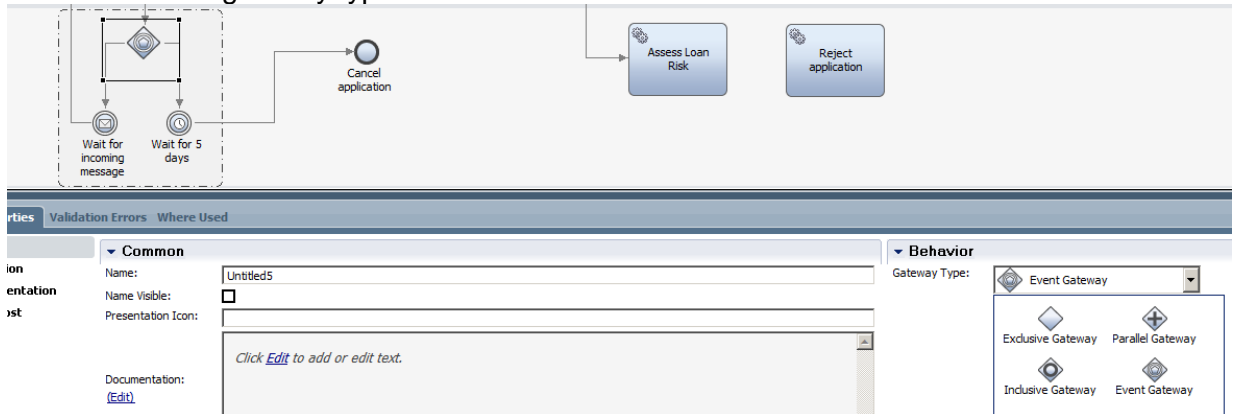 Assess Loan
Risk
Reject
application
Cancel
application
Wait for
incoming
message
Wait for 5
days
rties Validation Errors Where Used
ion
entation
ost
Common
Name: Untitled5
Name Visible:
Presentation Icon:
Click Edit to add or edit text.
Documentation:
(Edit)
Behavior
Gateway Type: Event Gateway
Exclusive Gateway Parallel Gateway
Inclusive Gateway Event Gateway